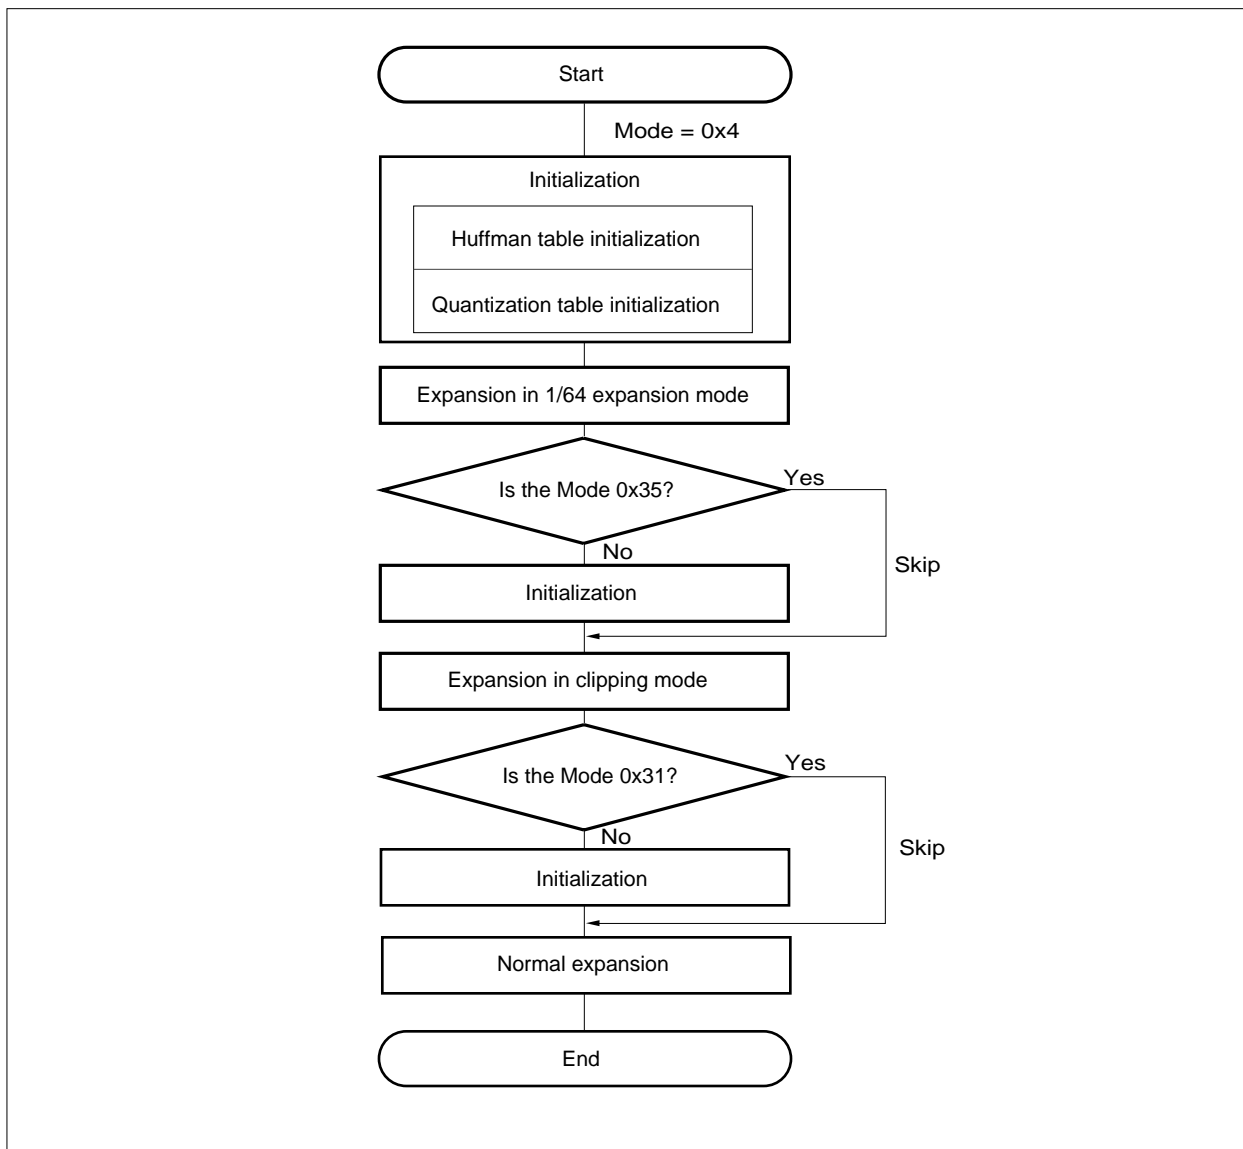 Start
Mode = 0x4
Initialization
Huffman table initialization
Quantization table initialization
Expansion in 1/64 expansion mode
Is the Mode 0x35?
Yes
No
Skip
Initialization
Expansion in clipping mode
Is the Mode 0x31?
Yes
No
Skip
Initialization
Normal expansion
End